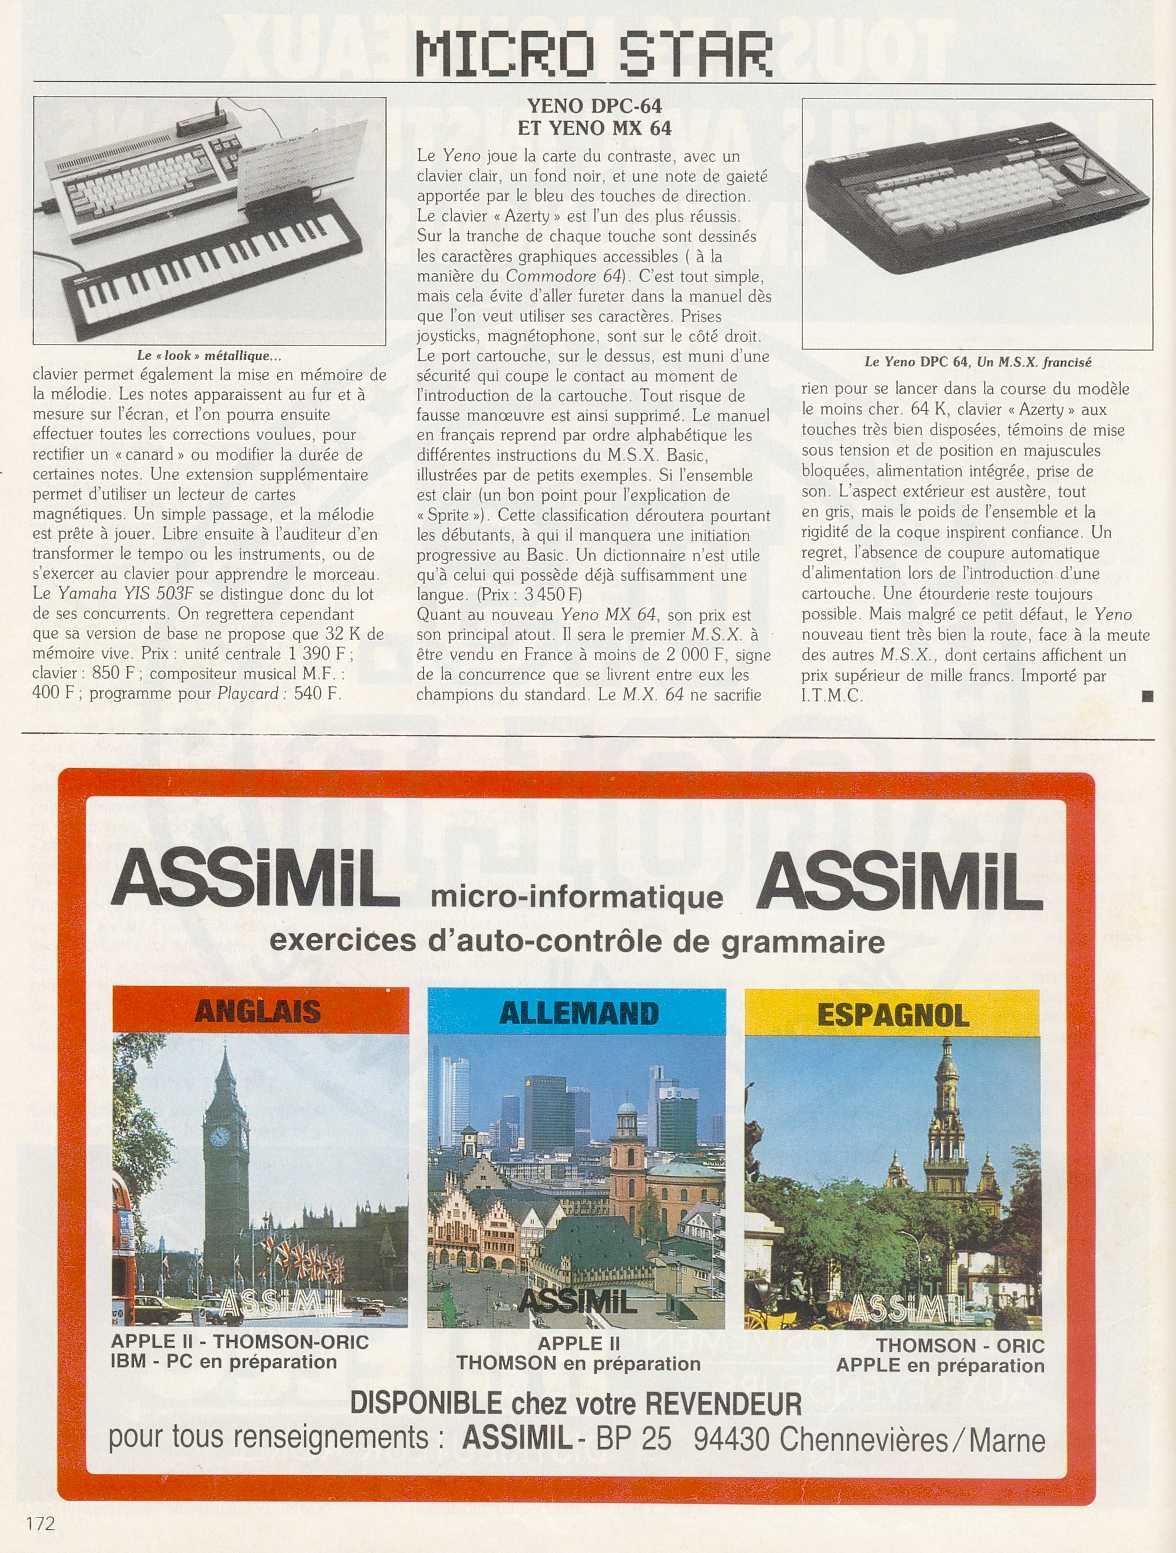 MICRO STAR
Le « look » métallique...
clavier permet également la mise en mémoire de
la mélodie. Les notes apparaissent au fur et à
mesure sur l'écran, et l'on pourra ensuite
effectuer toutes les corrections voulues, pour
rectifier un « canard » ou modifier la durée de
certaines notes. Une extension supplémentaire
permet d'utiliser un lecteur de cartes
magnétiques. Un simple passage, et la mélodie
est prête à jouer. Libre ensuite à l'auditeur d'en
transformer le tempo ou les instruments, ou de
s'exercer au clavier pour apprendre le morceau.
Le Yamaha YIS 503F se distingue donc du lot
de ses concurrents. On regrettera cependant
que sa version de base ne propose que 32 K de
mémoire vive. Prix : unité centrale 1 390 F ;
clavier : 850 F ; compositeur musical M.F. :
400 F ; programme pour Playcard : 540 F.
YENO DPC-64
ET YENO MX 64
Le Yeno joue la carte du contraste, avec un
clavier clair, un fond noir, et une note de gaieté
apportée par le bleu des touches de direction.
Le clavier « Azerty » est l'un des plus réussis.
Sur la tranche de chaque touche sont dessinés
les caractères graphiques accessibles ( à la
manière du Commodore 64). C'est tout simple,
mais cela évite d'aller fureter dans la manuel dès
que l'on veut utiliser ses caractères. Prises
joysticks, magnétophone, sont sur le côté droit.
Le port cartouche, sur le dessus, est muni d'une
sécurité qui coupe le contact au moment de
l'introduction de la cartouche. Tout risque de
fausse manœuvre est ainsi supprimé. Le manuel
en français reprend par ordre alphabétique les
différentes instructions du M.S.X. Basic,
illustrées par de petits exemples. Si l'ensemble
est clair (un bon point pour l'explication de
« Sprite »). Cette classification déroutera pourtant
les débutants, à qui il manquera une initiation
progressive au Basic. Un dictionnaire n'est utile
qu'à celui qui possède déjà suffisamment une
langue. (Prix : 3 450 F)
Quant au nouveau Yeno MX 64, son prix est
son principal atout. Il sera le premier M.S.X. à
être vendu en France à moins de 2 000 F, signe
de la concurrence que se livrent entre eux les
champions du standard. Le M.X. 64 ne sacrifie
Le Yeno DPC 64, Un M.S.X. francisé
rien pour se lancer dans la course du modèle
le moins cher. 64 K, clavier « Azerty » aux
touches très bien disposées, témoins de mise
sous tension et de position en majuscules
bloquées, alimentation intégrée, prise de
son. L'aspect extérieur est austère, tout
en gris, mais le poids de l'ensemble et la
rigidité de la coque inspirent confiance. Un
regret, l'absence de coupure automatique
d'alimentation lors de l'introduction d'une
cartouche. Une étourderie reste toujours
possible. Mais malgré ce petit défaut, le Yeno
nouveau tient très bien la route, face à la meute
des autres M.S.X., dont certains affichent un
prix supérieur de mille francs. Importé par
I.T.M.C.
ASSiMiL micro-informatique ASSiMiL
exercices d'auto-contrôle de grammaire
ANGLAIS
ASSiMiL
APPLE II - THOMSON-ORIC
IBM - PC en préparation
ALLEMAND
ASSiMiL
APPLE II
THOMSON en préparation
ESPAGNOL
ASSiMiL
THOMSON - ORIC
APPLE en préparation
DISPONIBLE chez votre REVENDEUR
pour tous renseignements : ASSIMIL - BP 25 94430 Chennevières/Marne
172